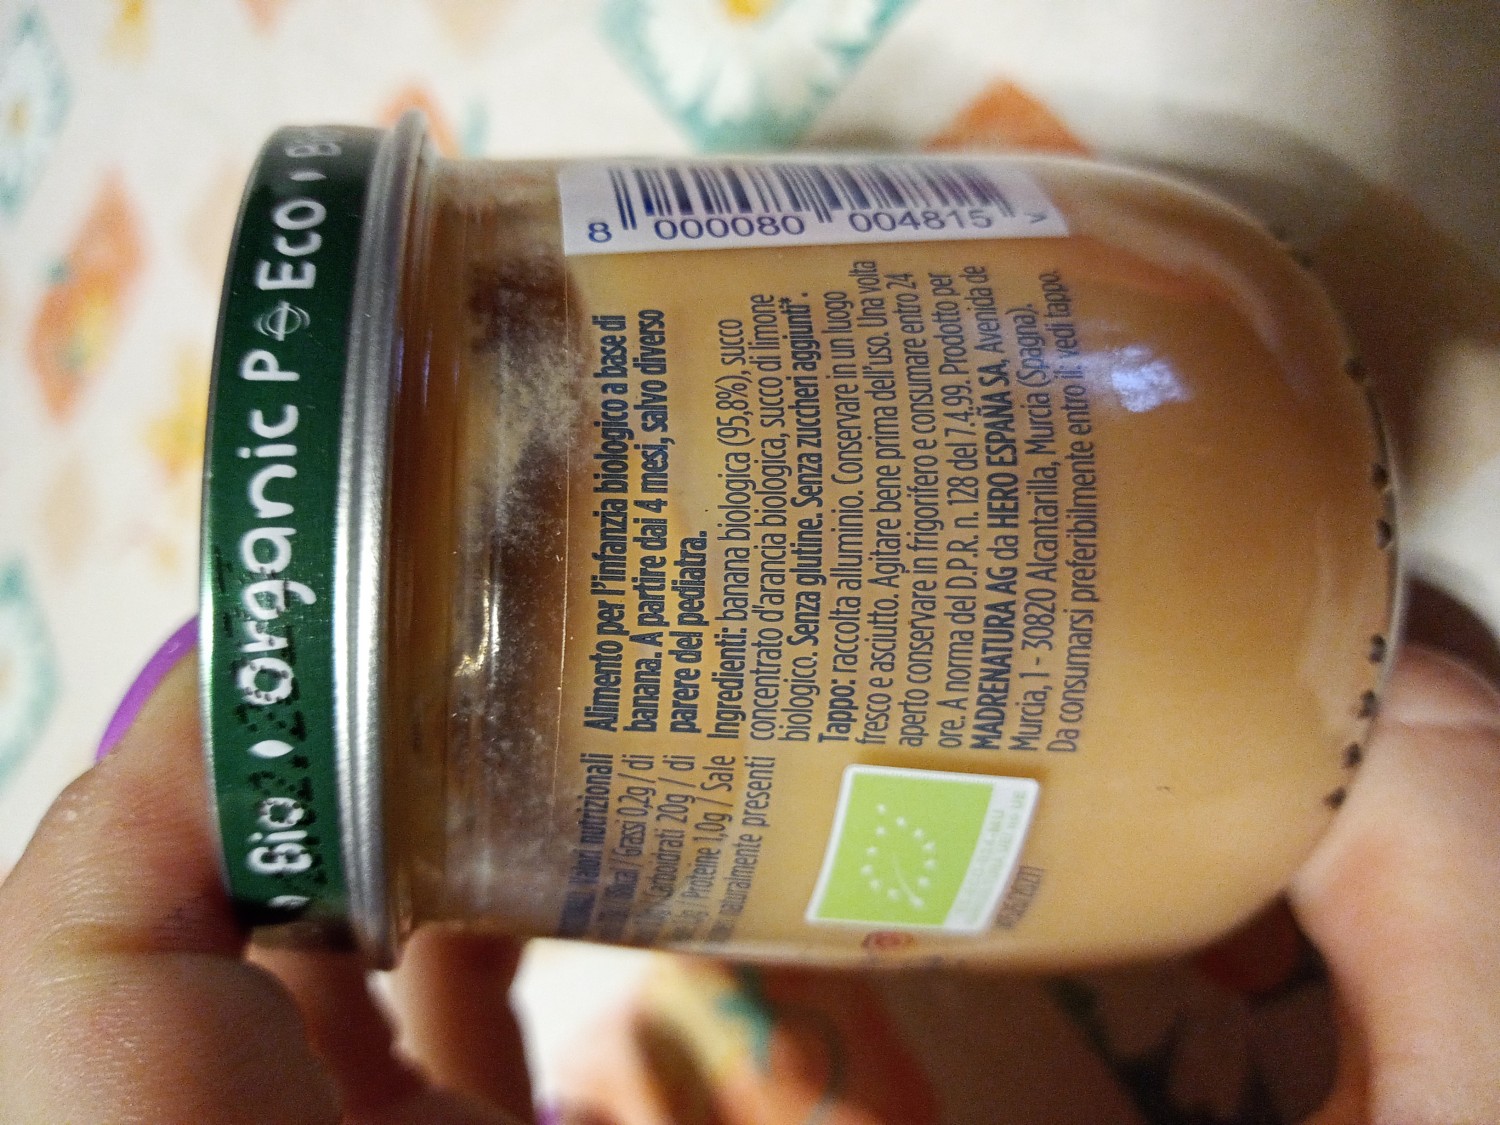 Bio • organic • Eco • B
8 000080 004815 >
Alimento per l'infanzia biologico a base di
banana. A partire dai 4 mesi, salvo diverso
parere del pediatra.
Ingredienti: banana biologica (95,8%), succo
concentrato d'arancia biologica, succo di limone
biologico. Senza glutine. Senza zuccheri aggiunti*.
Tappo: raccolta alluminio. Conservare in un luogo
fresco e asciutto. Agitare bene prima dell'uso. Una volta
aperto conservare in frigorifero e consumare entro 24
ore. A norma del D.P.R. n. 128 del 7.4.99. Prodotto per
MADRENATURA AG da HERO ESPAÑA SA, Avenida de
Murcia, 1 - 30820 Alcantarilla, Murcia (Spagna).
Da consumarsi preferibilmente entro il: vedi tappo.
valori nutrizionali
/ Grassi 0,2g / di
Carboidrati 20g / di
/ Proteine 1,0g / Sale
naturalmente presenti